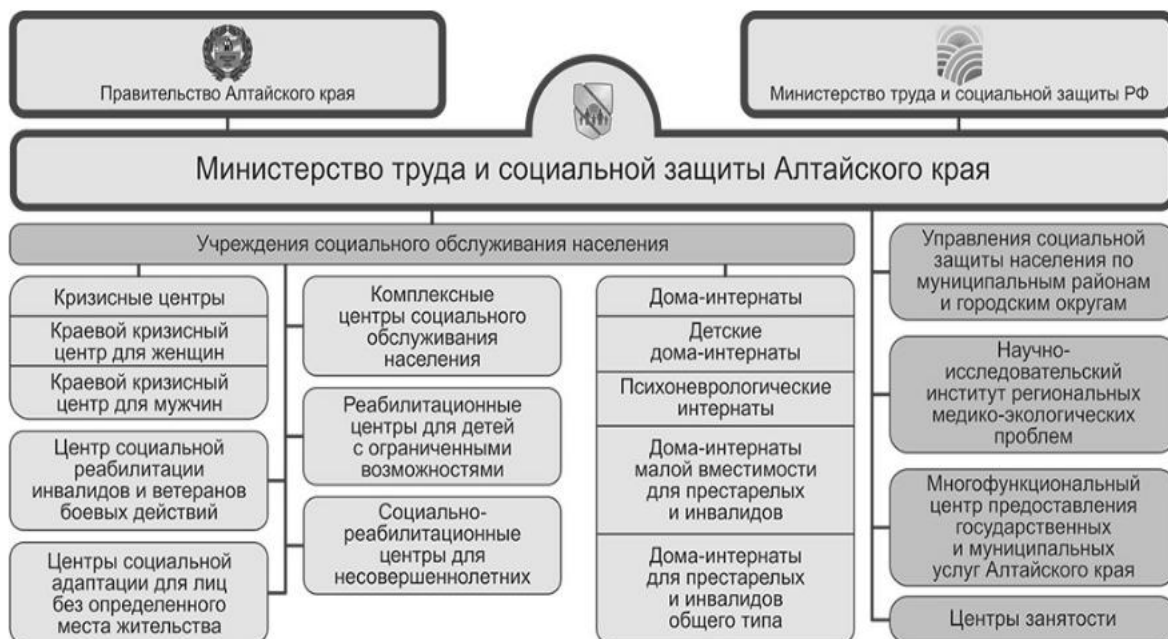 Правительство Алтайского края
Министерство труда и социальной защиты РФ
Министерство труда и социальной защиты Алтайского края
Учреждения социального обслуживания населения
Кризисные центры
Краевой кризисный
центр для женщин
Краевой кризисный
центр для мужчин
Центр социальной
реабилитации
инвалидов и ветеранов
боевых действий
Центры социальной
адаптации для лиц
без определенного
места жительства
Комплексные
центры социального
обслуживания
населения
Реабилитационные
центры для детей
с ограниченными
возможностями
Социально-
реабилитационные
центры для
несовершеннолетних
Дома-интернаты
Детские
дома-интернаты
Психоневрологические
интернаты
Дома-интернаты
малой вместимости
для престарелых
и инвалидов
Дома-интернаты
для престарелых
и инвалидов
общего типа
Управления социальной
защиты населения по
муниципальным районам
и городским округам
Научно-
исследовательский
институт региональных
медико-экологических
проблем
Многофункциональный
центр предоставления
государственных
и муниципальных
услуг Алтайского края
Центры занятости